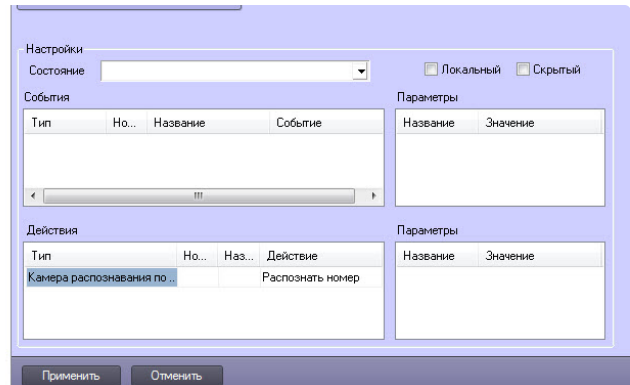 Настройки
Состояние
Локальный Скрытый
События Параметры
Тип Но... Название Событие Название Значение
Действия Параметры
Тип Но... Наз... Действие Название Значение
Камера распознавания по .. Распознать номер
Применить Отменить